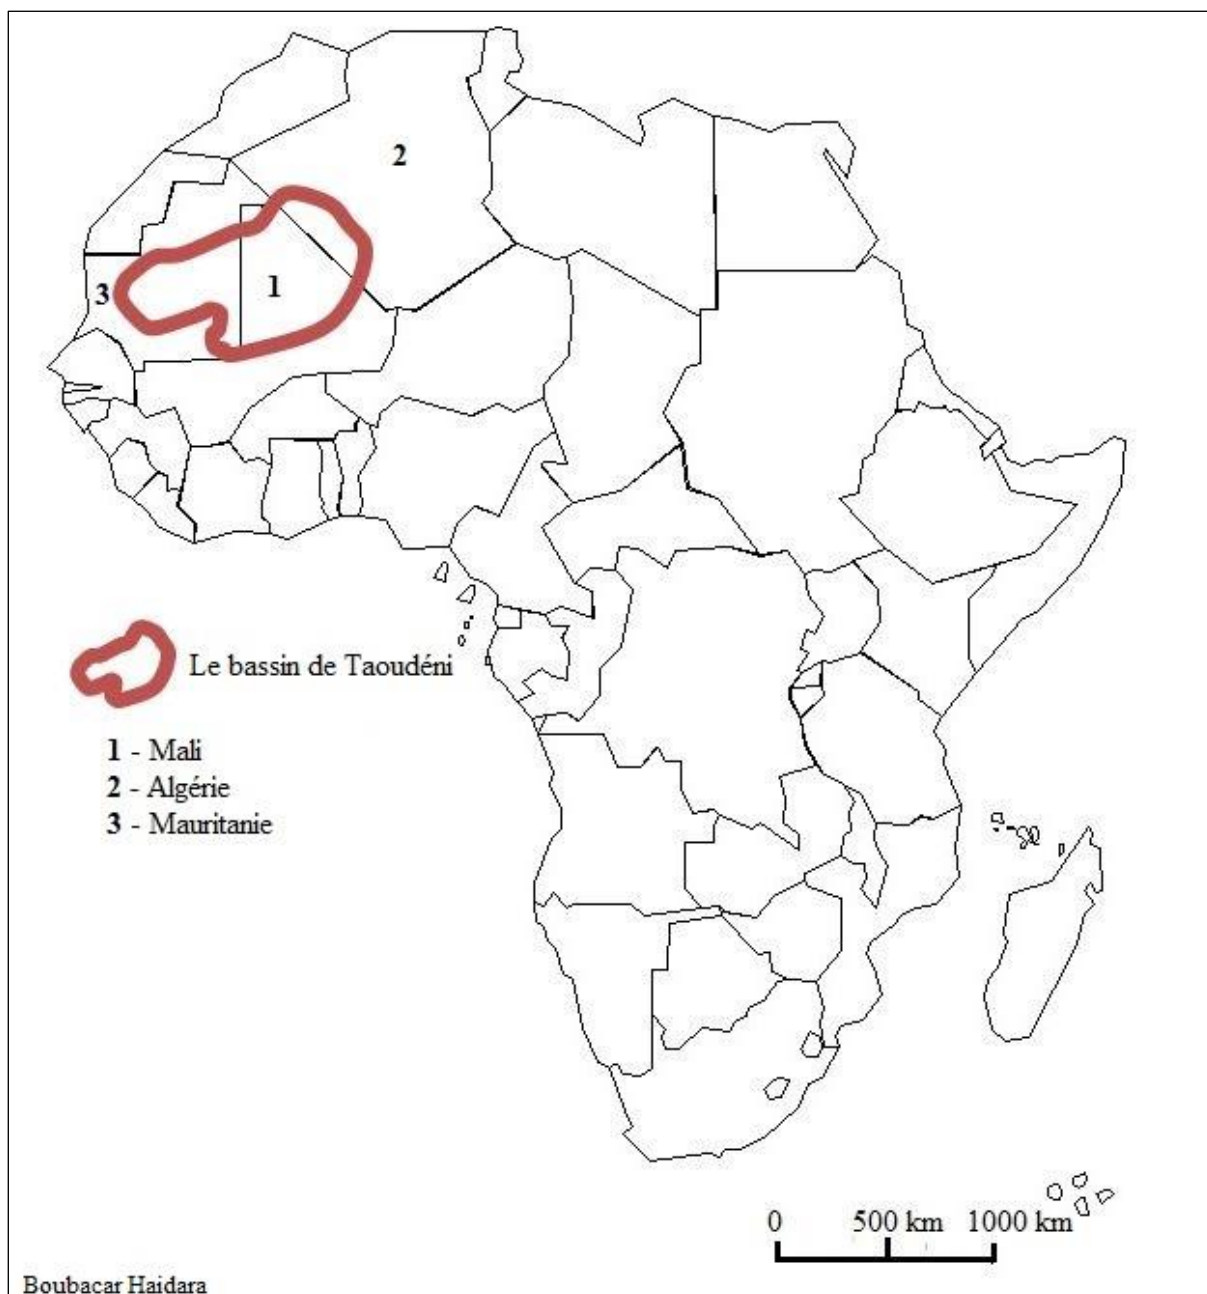 2
1
3
Le bassin de Taoudéni
1 - Mali
2 - Algérie
3 - Mauritanie
0 500 km 1000 km
Boubacar Haidara